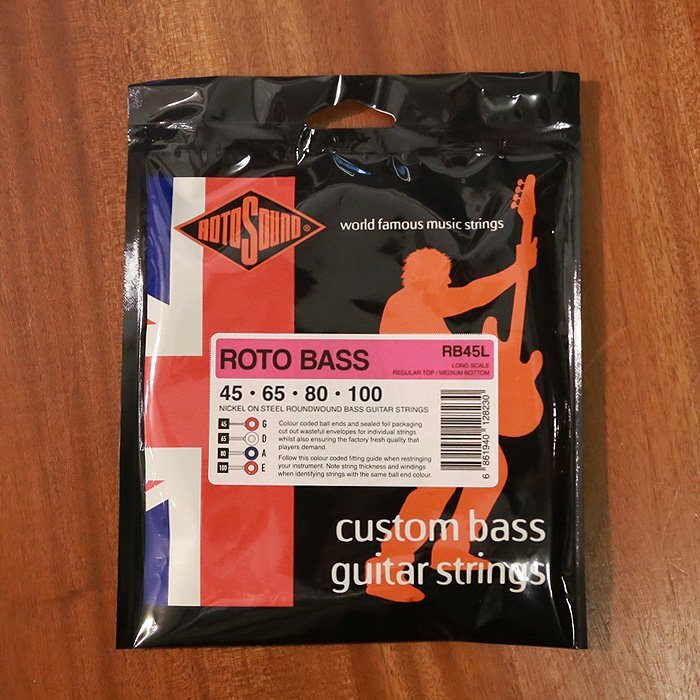 ROTOSOUND®
world famous music strings
ROTO BASS
RB45L
LONG SCALE
REGULAR TOP / MEDIUM BOTTOM
45 • 65 • 80 • 100
NICKEL ON STEEL ROUNDWOUND BASS GUITAR STRINGS
45 G
65 D
80 A
100 E
Colour coded ball ends and sealed foil packaging
cut out wasteful envelopes for individual strings
whilst also ensuring the factory fresh quality that
players demand.
Follow this colour coded fitting guide when restringing
your instrument. Note string thickness and windings
when identifying strings with the same ball end colour.
6 861940 128230
custom bass
guitar strings